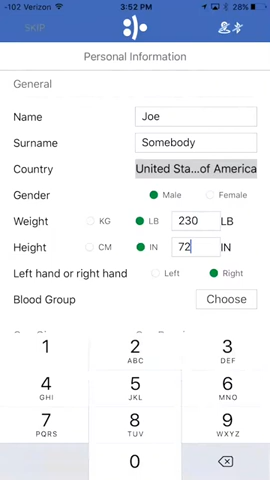 -102 Verizon 3:52 PM 28%
SKIP
Personal Information
General
Name Joe
Surname Somebody
Country United Sta...of America
Gender Male Female
Weight KG LB 230 LB
Height CM IN 72 IN
Left hand or right hand Left Right
Blood Group Choose
1 2 3
ABC DEF
4 5 6
GHI JKL MNO
7 8 9
PQRS TUV WXYZ
0